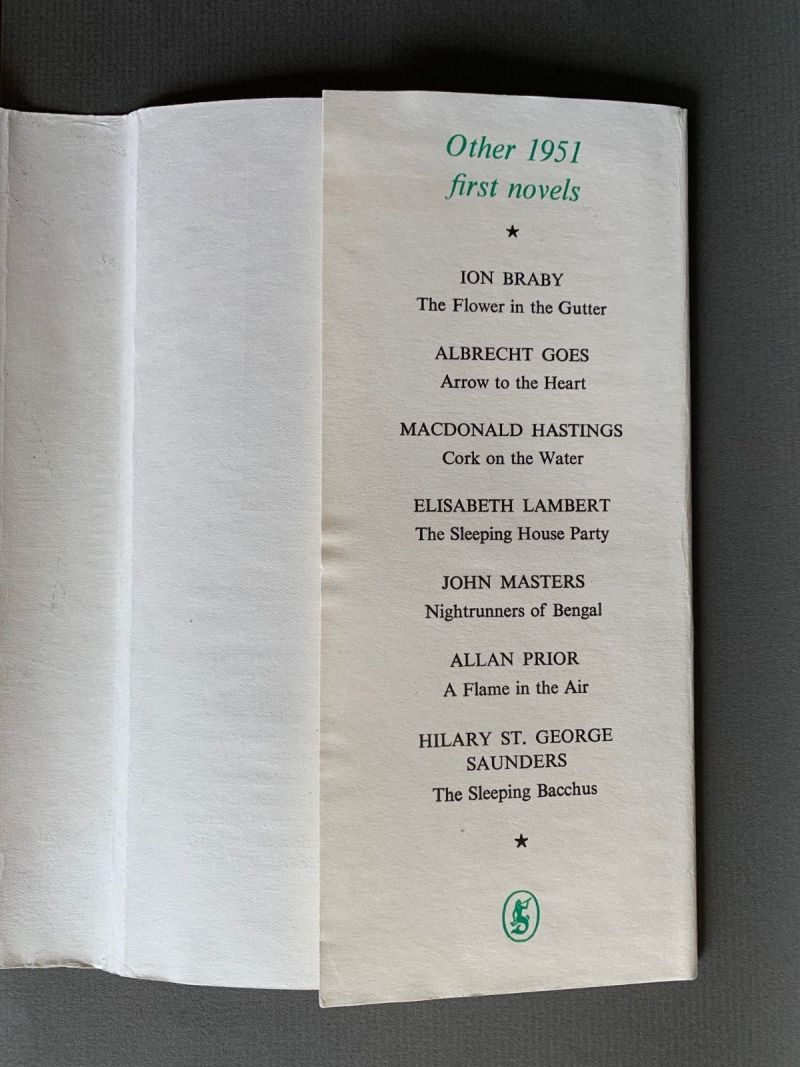 Other 1951
first novels
★
ION BRABY
The Flower in the Gutter
ALBRECHT GOES
Arrow to the Heart
MACDONALD HASTINGS
Cork on the Water
ELISABETH LAMBERT
The Sleeping House Party
JOHN MASTERS
Nightrunners of Bengal
ALLAN PRIOR
A Flame in the Air
HILARY ST. GEORGE
SAUNDERS
The Sleeping Bacchus
★